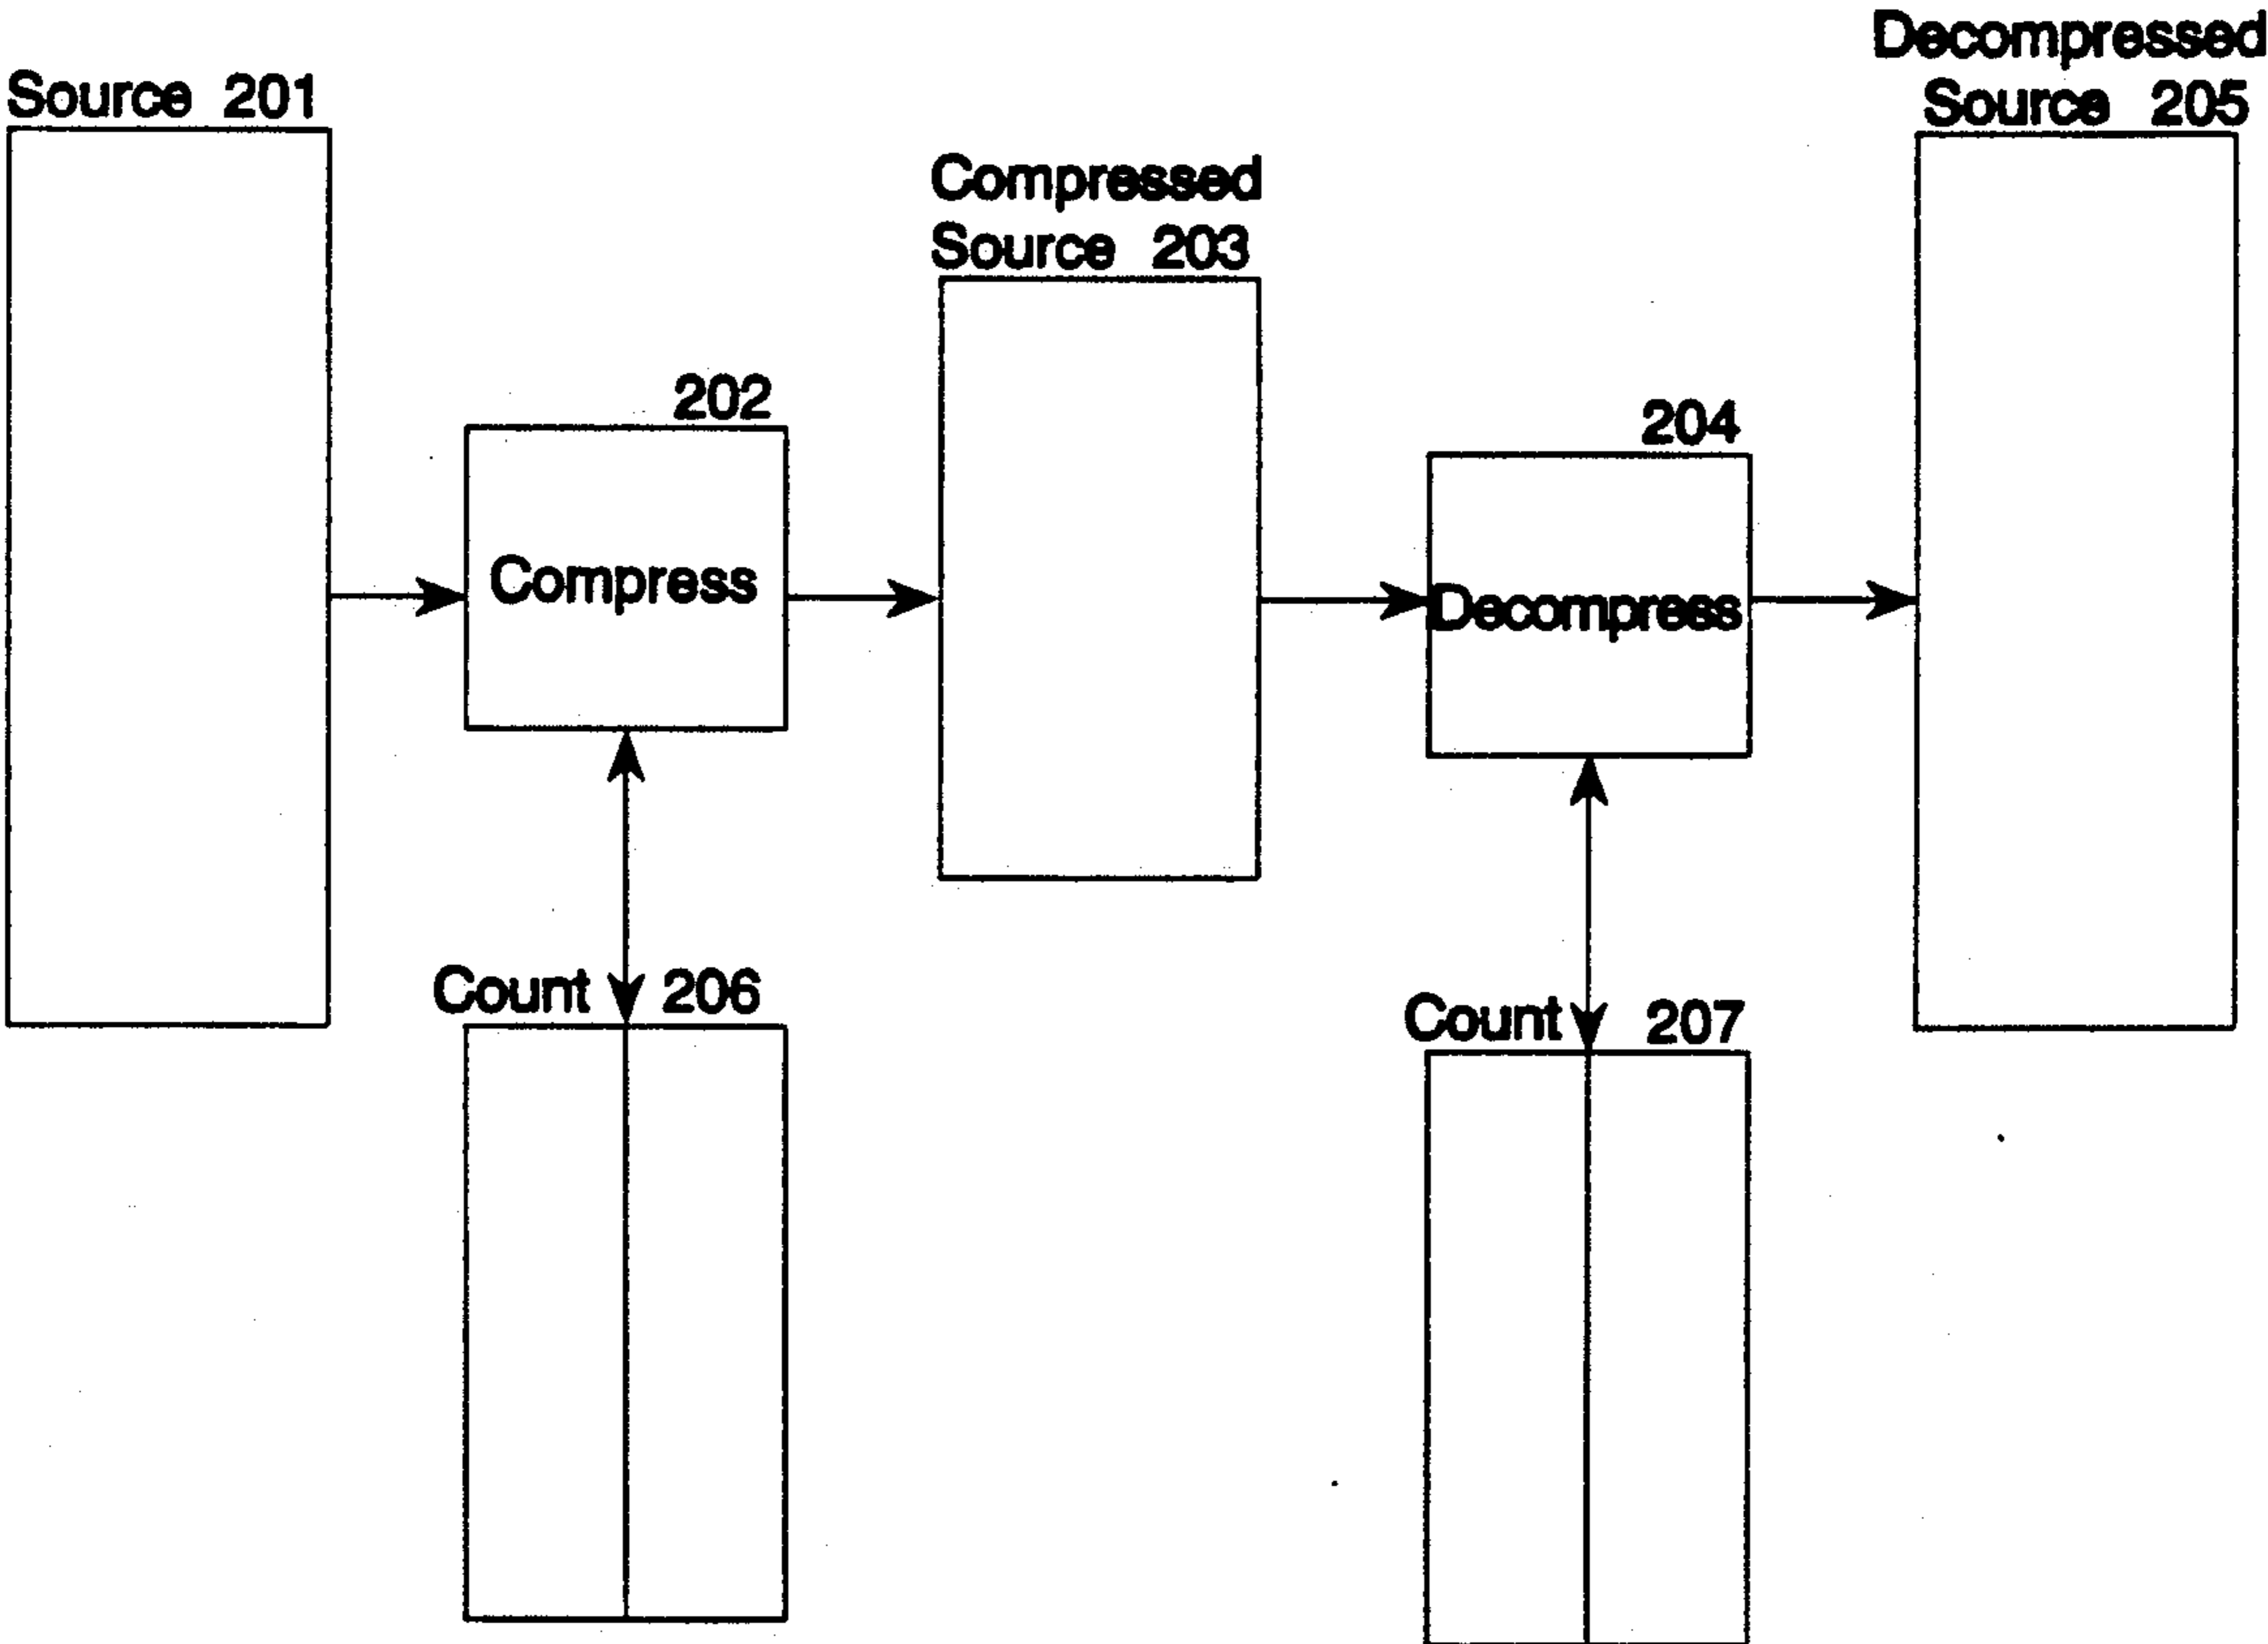 Source 201
Compressed
Source 203
Decompressed
Source 205
202
Compress
204
Decompress
Count 206
Count 207